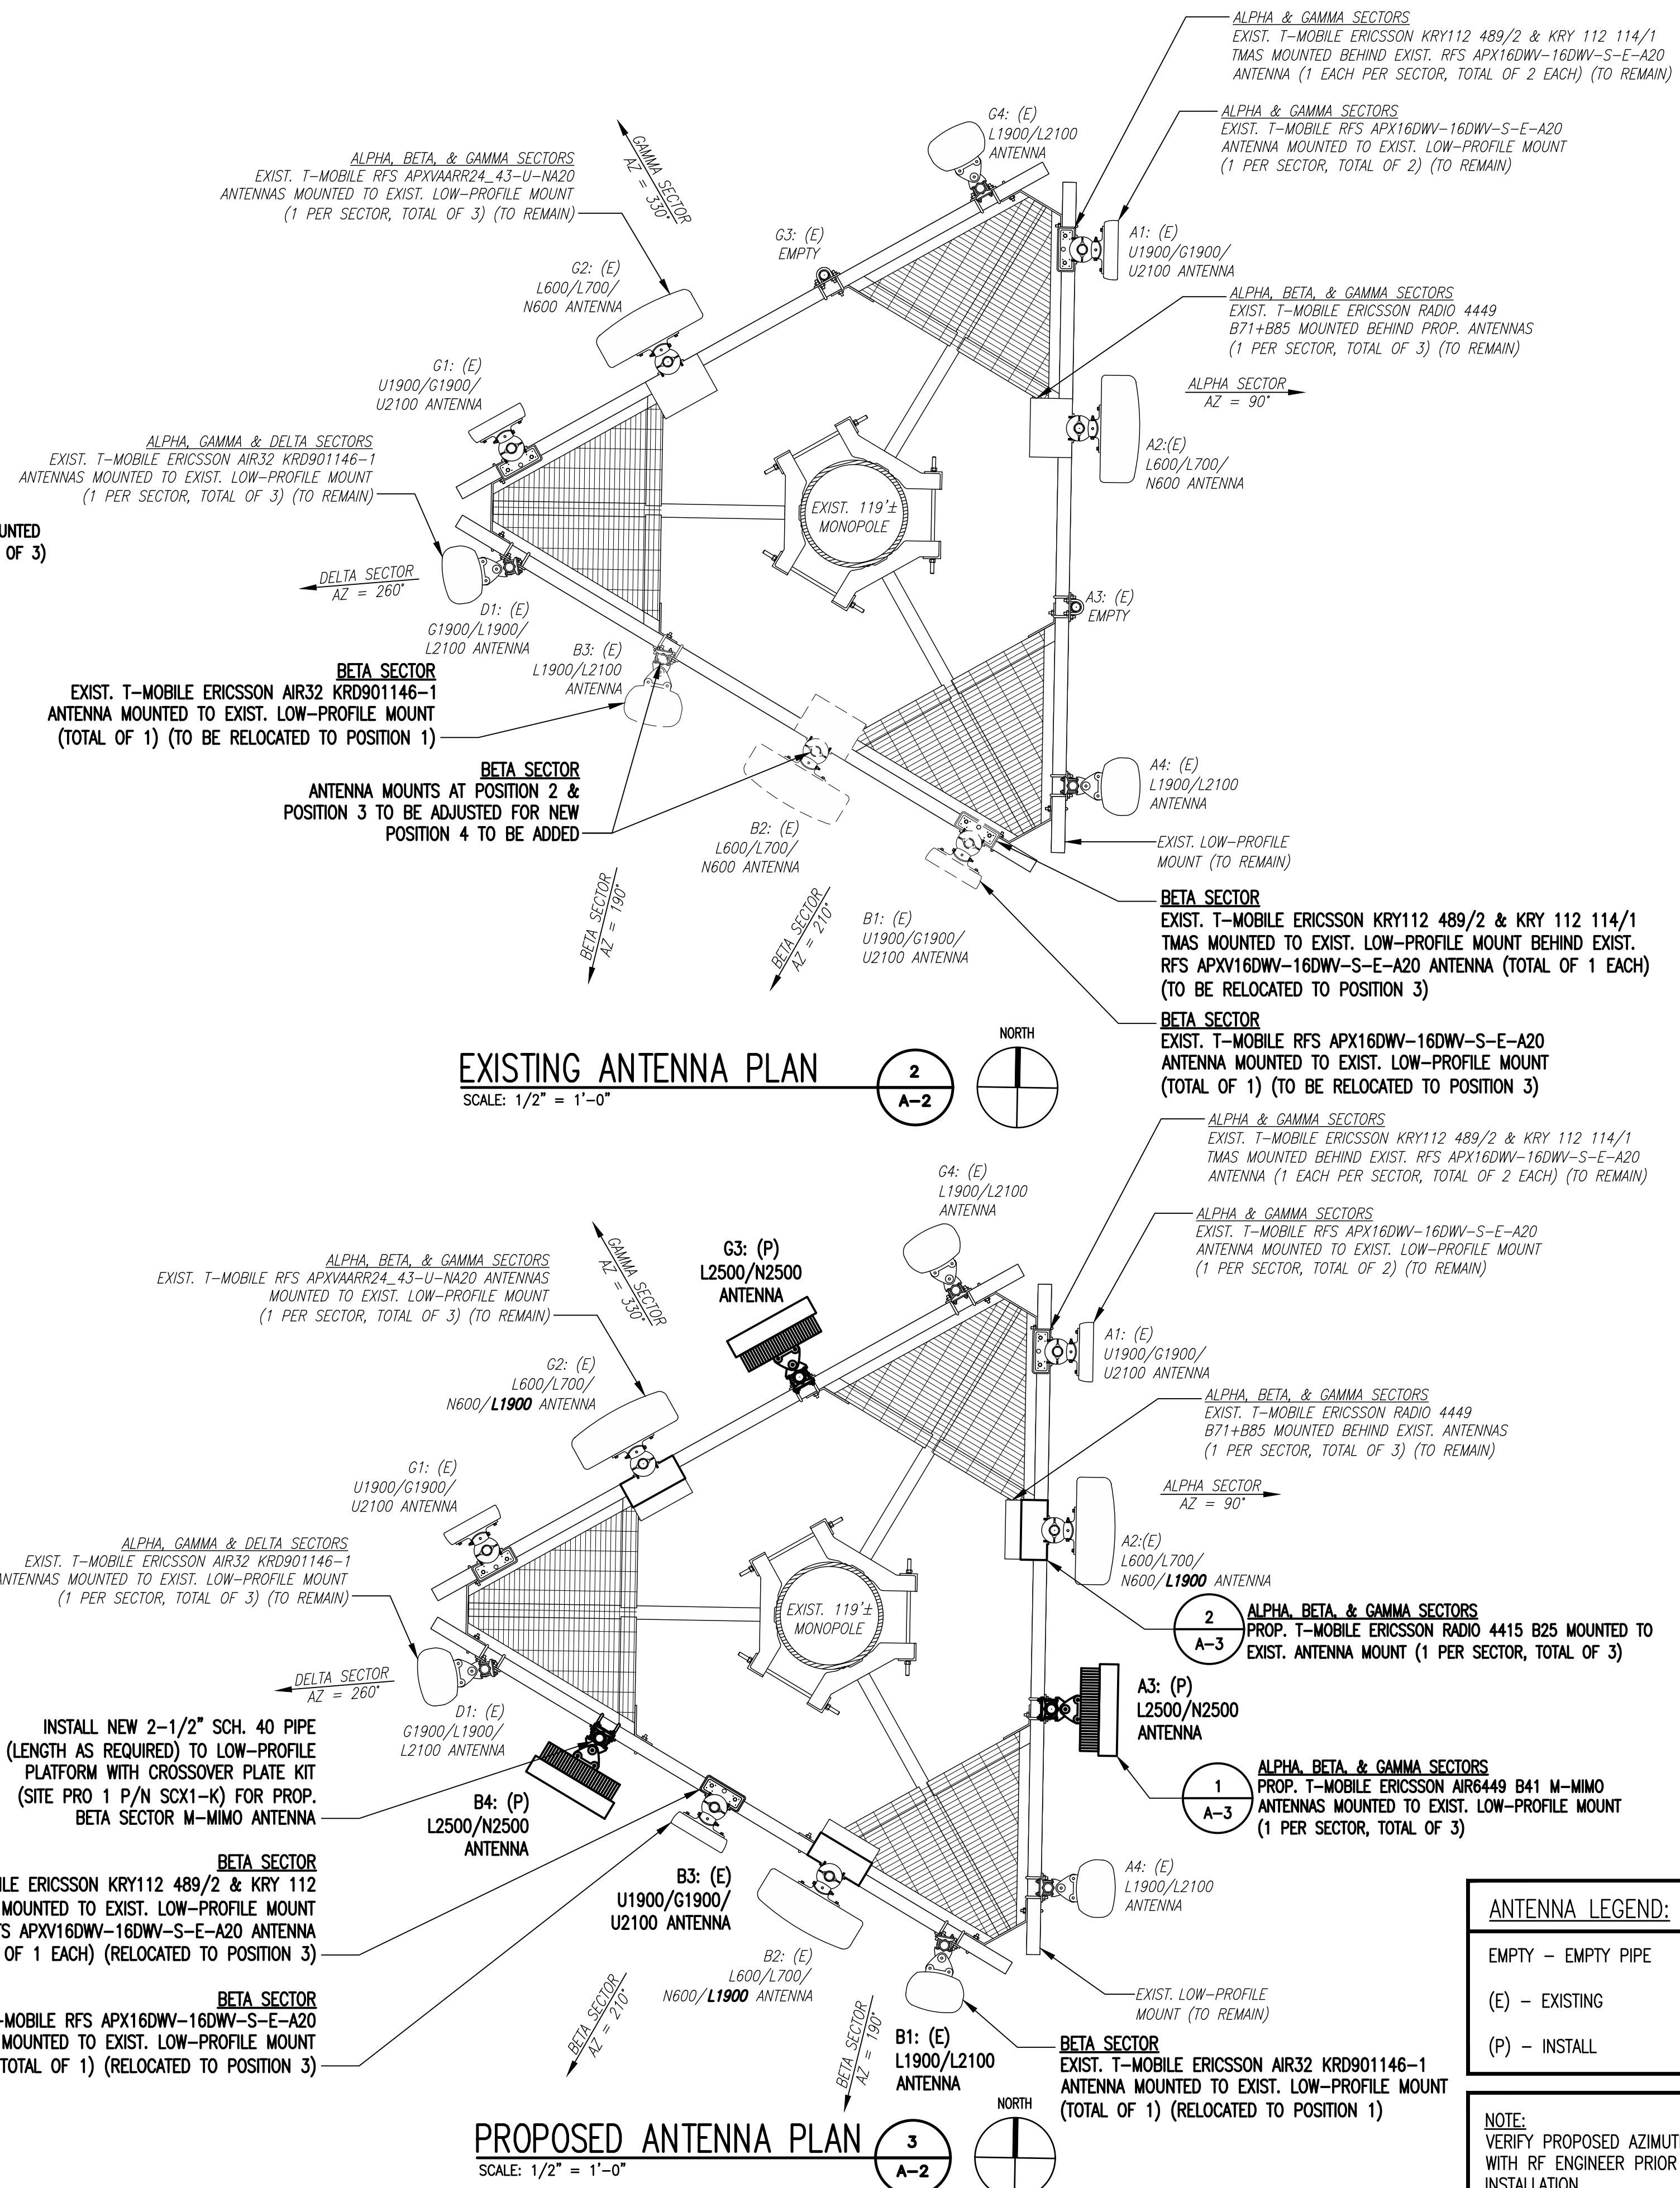 ALPHA & GAMMA SECTORS
EXIST. T-MOBILE ERICSSON KRY112 489/2 & KRY 112 114/1
TMAS MOUNTED BEHIND EXIST. RFS APX16DWV-16DWV-S-E-A20
ANTENNA (1 EACH PER SECTOR, TOTAL OF 2 EACH) (TO REMAIN)
ALPHA & GAMMA SECTORS
EXIST. T-MOBILE RFS APX16DWV-16DWV-S-E-A20
ANTENNA MOUNTED TO EXIST. LOW-PROFILE MOUNT
(1 PER SECTOR, TOTAL OF 2) (TO REMAIN)
G4: (E)
L1900/L2100
ANTENNA
GAMMA SECTOR
AZ = 330°
ALPHA, BETA, & GAMMA SECTORS
EXIST. T-MOBILE RFS APXVAARR24_43-U-NA20
ANTENNAS MOUNTED TO EXIST. LOW-PROFILE MOUNT
(1 PER SECTOR, TOTAL OF 3) (TO REMAIN)
G3: (E)
EMPTY
A1: (E)
U1900/G1900/
U2100 ANTENNA
G2: (E)
L600/L700/
N600 ANTENNA
ALPHA, BETA, & GAMMA SECTORS
EXIST. T-MOBILE ERICSSON RADIO 4449
B71+B85 MOUNTED BEHIND PROP. ANTENNAS
(1 PER SECTOR, TOTAL OF 3) (TO REMAIN)
G1: (E)
U1900/G1900/
U2100 ANTENNA
ALPHA SECTOR
AZ = 90°
ALPHA, GAMMA & DELTA SECTORS
EXIST. T-MOBILE ERICSSON AIR32 KRD901146-1
ANTENNAS MOUNTED TO EXIST. LOW-PROFILE MOUNT
(1 PER SECTOR, TOTAL OF 3) (TO REMAIN)
A2:(E)
L600/L700/
N600 ANTENNA
EXIST. 119'±
MONOPOLE
OF 3)
DELTA SECTOR
AZ = 260°
A3: (E)
EMPTY
D1: (E)
G1900/L1900/
L2100 ANTENNA
B3: (E)
L1900/L2100
ANTENNA
BETA SECTOR
EXIST. T-MOBILE ERICSSON AIR32 KRD901146-1
ANTENNA MOUNTED TO EXIST. LOW-PROFILE MOUNT
(TOTAL OF 1) (TO BE RELOCATED TO POSITION 1)
BETA SECTOR
ANTENNA MOUNTS AT POSITION 2 &
POSITION 3 TO BE ADJUSTED FOR NEW
POSITION 4 TO BE ADDED
A4: (E)
L1900/L2100
ANTENNA
B2: (E)
L600/L700/
N600 ANTENNA
EXIST. LOW-PROFILE
MOUNT (TO REMAIN)
BETA SECTOR
AZ = 190°
BETA SECTOR
AZ = 210°
B1: (E)
U1900/G1900/
U2100 ANTENNA
BETA SECTOR
EXIST. T-MOBILE ERICSSON KRY112 489/2 & KRY 112 114/1
TMAS MOUNTED TO EXIST. LOW-PROFILE MOUNT BEHIND EXIST.
RFS APXV16DWV-16DWV-S-E-A20 ANTENNA (TOTAL OF 1 EACH)
(TO BE RELOCATED TO POSITION 3)
BETA SECTOR
EXIST. T-MOBILE RFS APX16DWV-16DWV-S-E-A20
ANTENNA MOUNTED TO EXIST. LOW-PROFILE MOUNT
(TOTAL OF 1) (TO BE RELOCATED TO POSITION 3)
EXISTING ANTENNA PLAN
SCALE: 1/2" = 1'-0"
2
A-2
NORTH
ALPHA & GAMMA SECTORS
EXIST. T-MOBILE ERICSSON KRY112 489/2 & KRY 112 114/1
TMAS MOUNTED BEHIND EXIST. RFS APX16DWV-16DWV-S-E-A20
ANTENNA (1 EACH PER SECTOR, TOTAL OF 2 EACH) (TO REMAIN)
G4: (E)
L1900/L2100
ANTENNA
ALPHA & GAMMA SECTORS
EXIST. T-MOBILE RFS APX16DWV-16DWV-S-E-A20
ANTENNA MOUNTED TO EXIST. LOW-PROFILE MOUNT
(1 PER SECTOR, TOTAL OF 2) (TO REMAIN)
GAMMA SECTOR
AZ = 330°
G3: (P)
L2500/N2500
ANTENNA
ALPHA, BETA, & GAMMA SECTORS
EXIST. T-MOBILE RFS APXVAARR24_43-U-NA20 ANTENNAS
MOUNTED TO EXIST. LOW-PROFILE MOUNT
(1 PER SECTOR, TOTAL OF 3) (TO REMAIN)
A1: (E)
U1900/G1900/
U2100 ANTENNA
G2: (E)
L600/L700/
N600/L1900 ANTENNA
ALPHA, BETA, & GAMMA SECTORS
EXIST. T-MOBILE ERICSSON RADIO 4449
B71+B85 MOUNTED BEHIND EXIST. ANTENNAS
(1 PER SECTOR, TOTAL OF 3) (TO REMAIN)
G1: (E)
U1900/G1900/
U2100 ANTENNA
ALPHA SECTOR
AZ = 90°
ALPHA, GAMMA & DELTA SECTORS
EXIST. T-MOBILE ERICSSON AIR32 KRD901146-1
ANTENNAS MOUNTED TO EXIST. LOW-PROFILE MOUNT
(1 PER SECTOR, TOTAL OF 3) (TO REMAIN)
A2:(E)
L600/L700/
N600/L1900 ANTENNA
EXIST. 119'±
MONOPOLE
2
A-3
ALPHA, BETA, & GAMMA SECTORS
PROP. T-MOBILE ERICSSON RADIO 4415 B25 MOUNTED TO
EXIST. ANTENNA MOUNT (1 PER SECTOR, TOTAL OF 3)
DELTA SECTOR
AZ = 260°
A3: (P)
L2500/N2500
ANTENNA
D1: (E)
G1900/L1900/
L2100 ANTENNA
INSTALL NEW 2-1/2" SCH. 40 PIPE
(LENGTH AS REQUIRED) TO LOW-PROFILE
PLATFORM WITH CROSSOVER PLATE KIT
(SITE PRO 1 P/N SCX1-K) FOR PROP.
BETA SECTOR M-MIMO ANTENNA
1
A-3
ALPHA, BETA, & GAMMA SECTORS
PROP. T-MOBILE ERICSSON AIR6449 B41 M-MIMO
ANTENNAS MOUNTED TO EXIST. LOW-PROFILE MOUNT
(1 PER SECTOR, TOTAL OF 3)
B4: (P)
L2500/N2500
ANTENNA
BETA SECTOR
ERICSSON KRY112 489/2 & KRY 112
MOUNTED TO EXIST. LOW-PROFILE MOUNT
APXV16DWV-16DWV-S-E-A20 ANTENNA
OF 1 EACH) (RELOCATED TO POSITION 3)
B3: (E)
U1900/G1900/
U2100 ANTENNA
A4: (E)
L1900/L2100
ANTENNA
B2: (E)
L600/L700/
N600/L1900 ANTENNA
BETA SECTOR
RFS APX16DWV-16DWV-S-E-A20
MOUNTED TO EXIST. LOW-PROFILE MOUNT
OF 1) (RELOCATED TO POSITION 3)
BETA SECTOR
AZ = 210°
BETA SECTOR
AZ = 190°
EXIST. LOW-PROFILE
MOUNT (TO REMAIN)
B1: (E)
L1900/L2100
ANTENNA
BETA SECTOR
EXIST. T-MOBILE ERICSSON AIR32 KRD901146-1
ANTENNA MOUNTED TO EXIST. LOW-PROFILE MOUNT
(TOTAL OF 1) (RELOCATED TO POSITION 1)
PROPOSED ANTENNA PLAN
SCALE: 1/2" = 1'-0"
3
A-2
NORTH
ANTENNA LEGEND:
EMPTY - EMPTY PIPE
(E) - EXISTING
(P) - INSTALL
NOTE:
VERIFY PROPOSED
WITH RF ENGINEER PRIOR
INSTALLATION